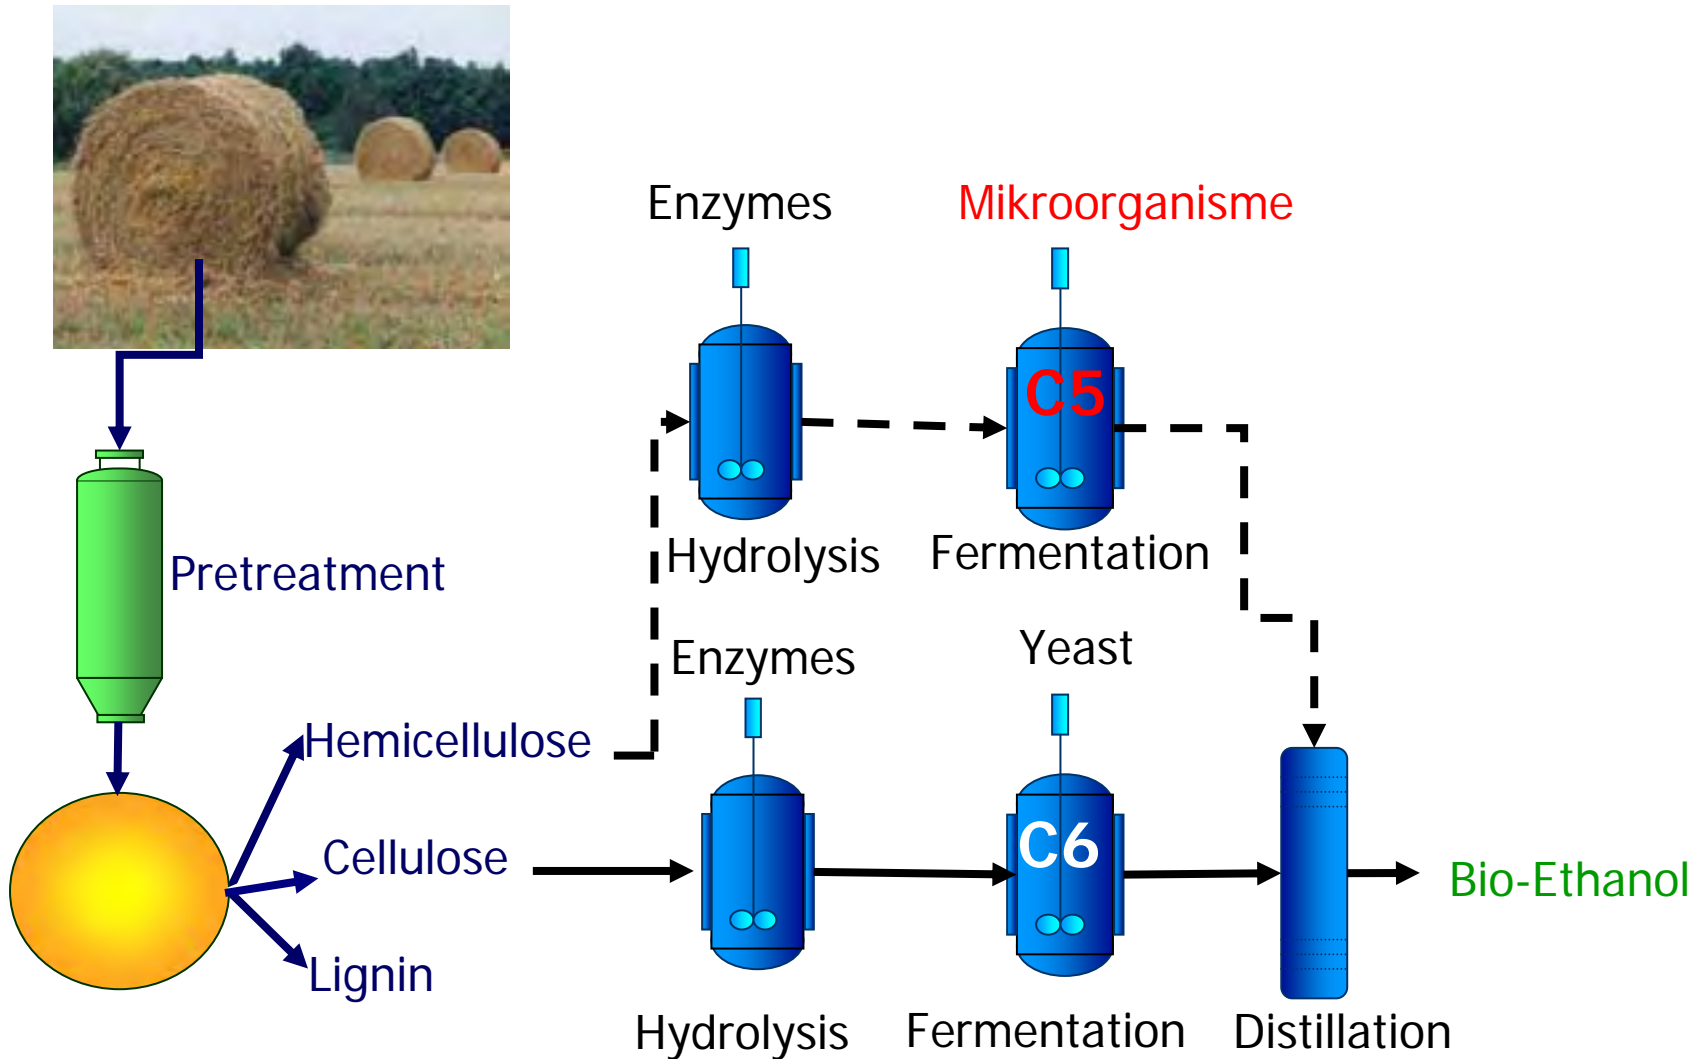 Enzymes
Mikroorganisme
C5
Hydrolysis
Fermentation
Pretreatment
Enzymes
Yeast
Hemicellulose
Cellulose
C6
Bio-Ethanol
Lignin
Hydrolysis
Fermentation
Distillation